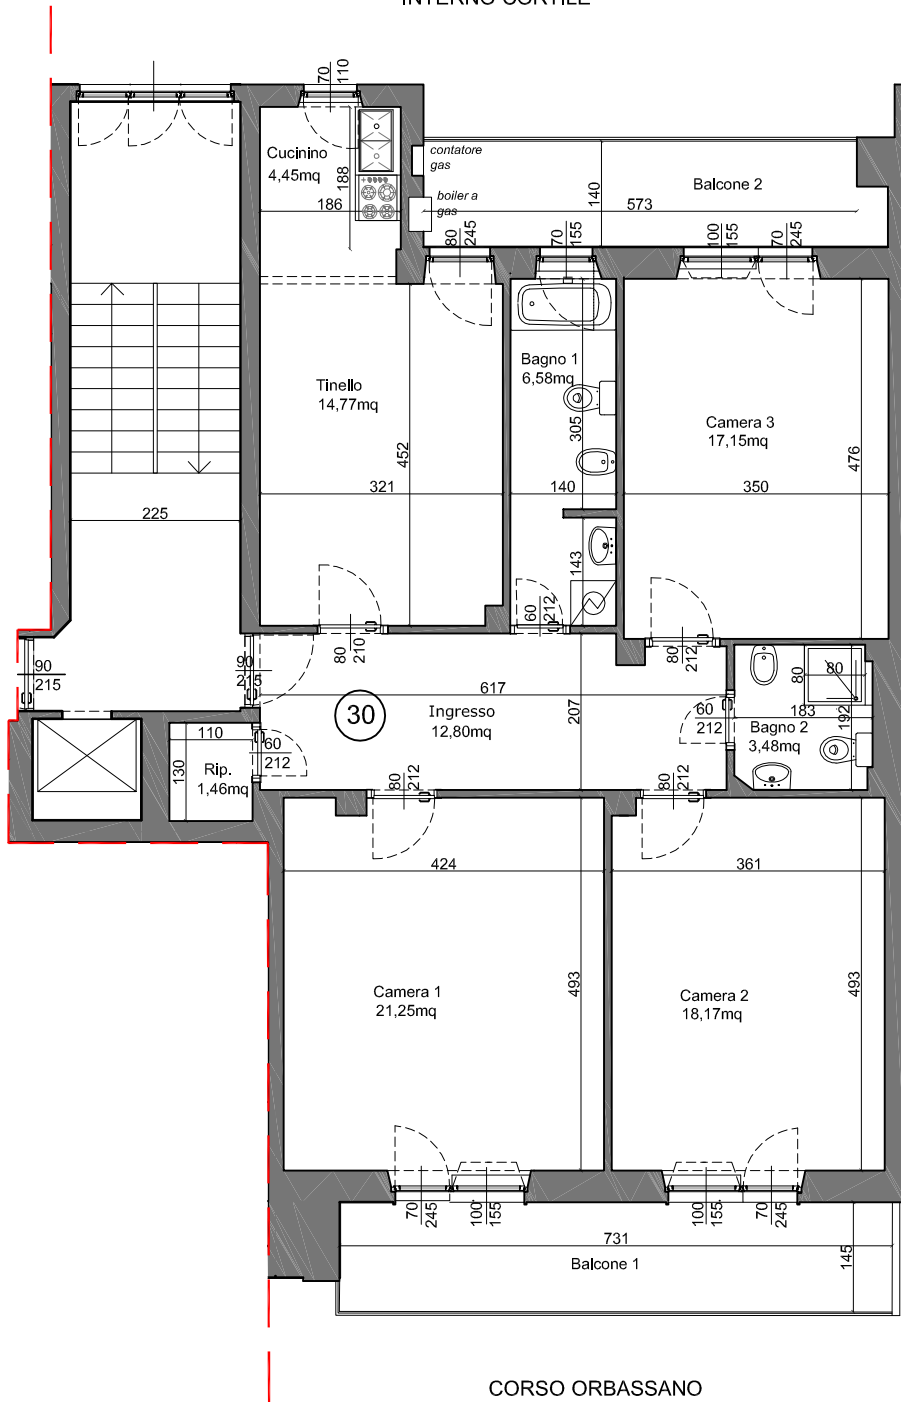 INTERNO CORTILE
70
110
Cucinino
4,45mq
188
186
contatore
gas
boiler a
gas
140
Balcone 2
573
80
245
70
155
100
155
70
245
Bagno 1
6,58mq
Tinello
14,77mq
305
Camera 3
17,15mq
452
476
321
140
350
225
143
60
212
80
210
80
212
90
215
90
215
617
207
30
Ingresso
12,80mq
80
80
183
192
60
212
Bagno 2
3,48mq
110
60
212
130
Rip.
1,46mq
80
212
80
212
424
361
493
493
Camera 1
21,25mq
Camera 2
18,17mq
70
245
100
155
100
155
70
245
731
145
Balcone 1
CORSO ORBASSANO